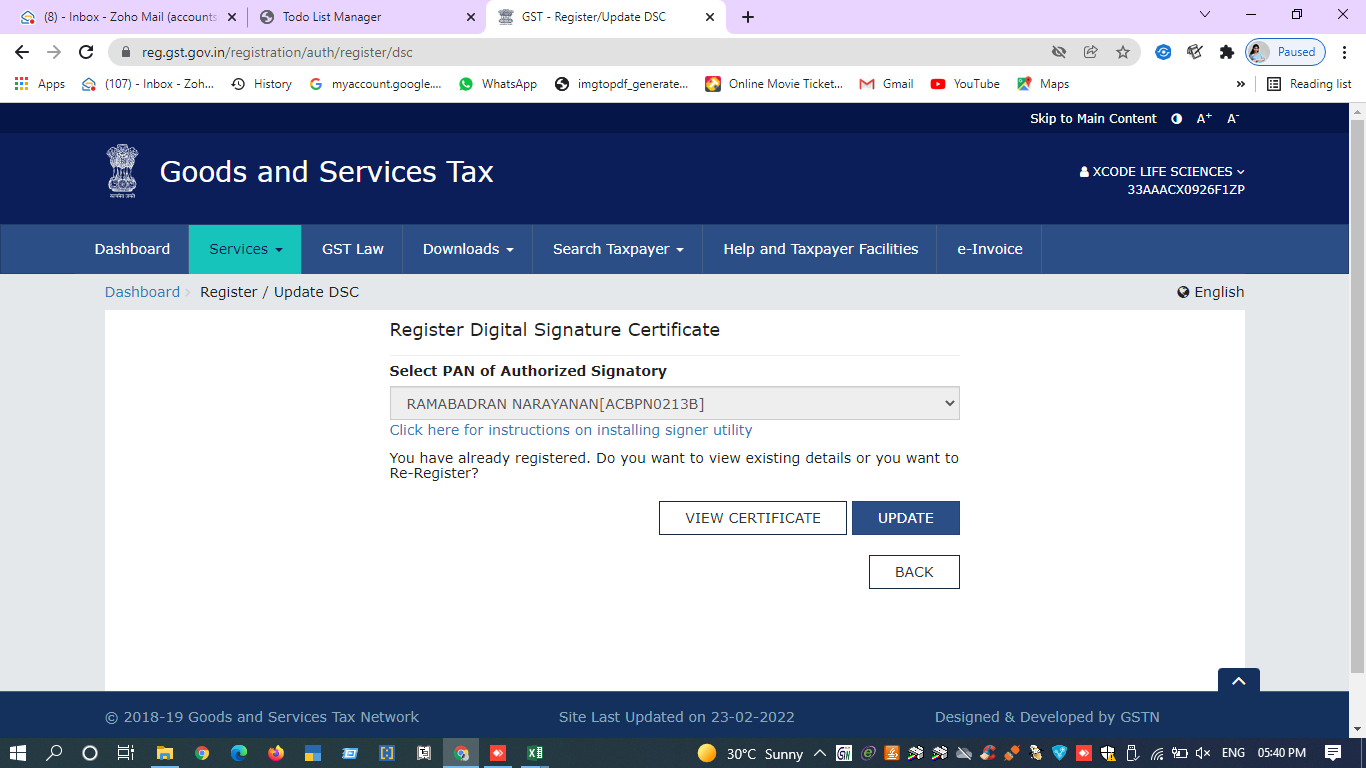 (8) - Inbox - Zoho Mail (accounts
Todo List Manager
GST - Register/Update DSC
reg.gst.gov.in/registration/auth/register/dsc
Paused
Apps
(107) - Inbox - Zoh...
History
myaccount.google....
WhatsApp
imgtopdf_generate...
Online Movie Ticket...
Gmail
YouTube
Maps
»
Reading list
Skip to Main Content
A+
A-
Goods and Services Tax
XCODE LIFE SCIENCES
33AAACX0926F1ZP
Dashboard
Services
GST Law
Downloads
Search Taxpayer
Help and Taxpayer Facilities
e-Invoice
Dashboard
Register / Update DSC
English
Register Digital Signature Certificate
Select PAN of Authorized Signatory
RAMABADRAN NARAYANAN[ACBPN0213B]
Click here for instructions on installing signer utility
You have already registered. Do you want to view existing details or you want to
Re-Register?
VIEW CERTIFICATE
UPDATE
BACK
© 2018-19 Goods and Services Tax Network
Site Last Updated on 23-02-2022
Designed & Developed by GSTN
30°C Sunny
ENG
05:40 PM